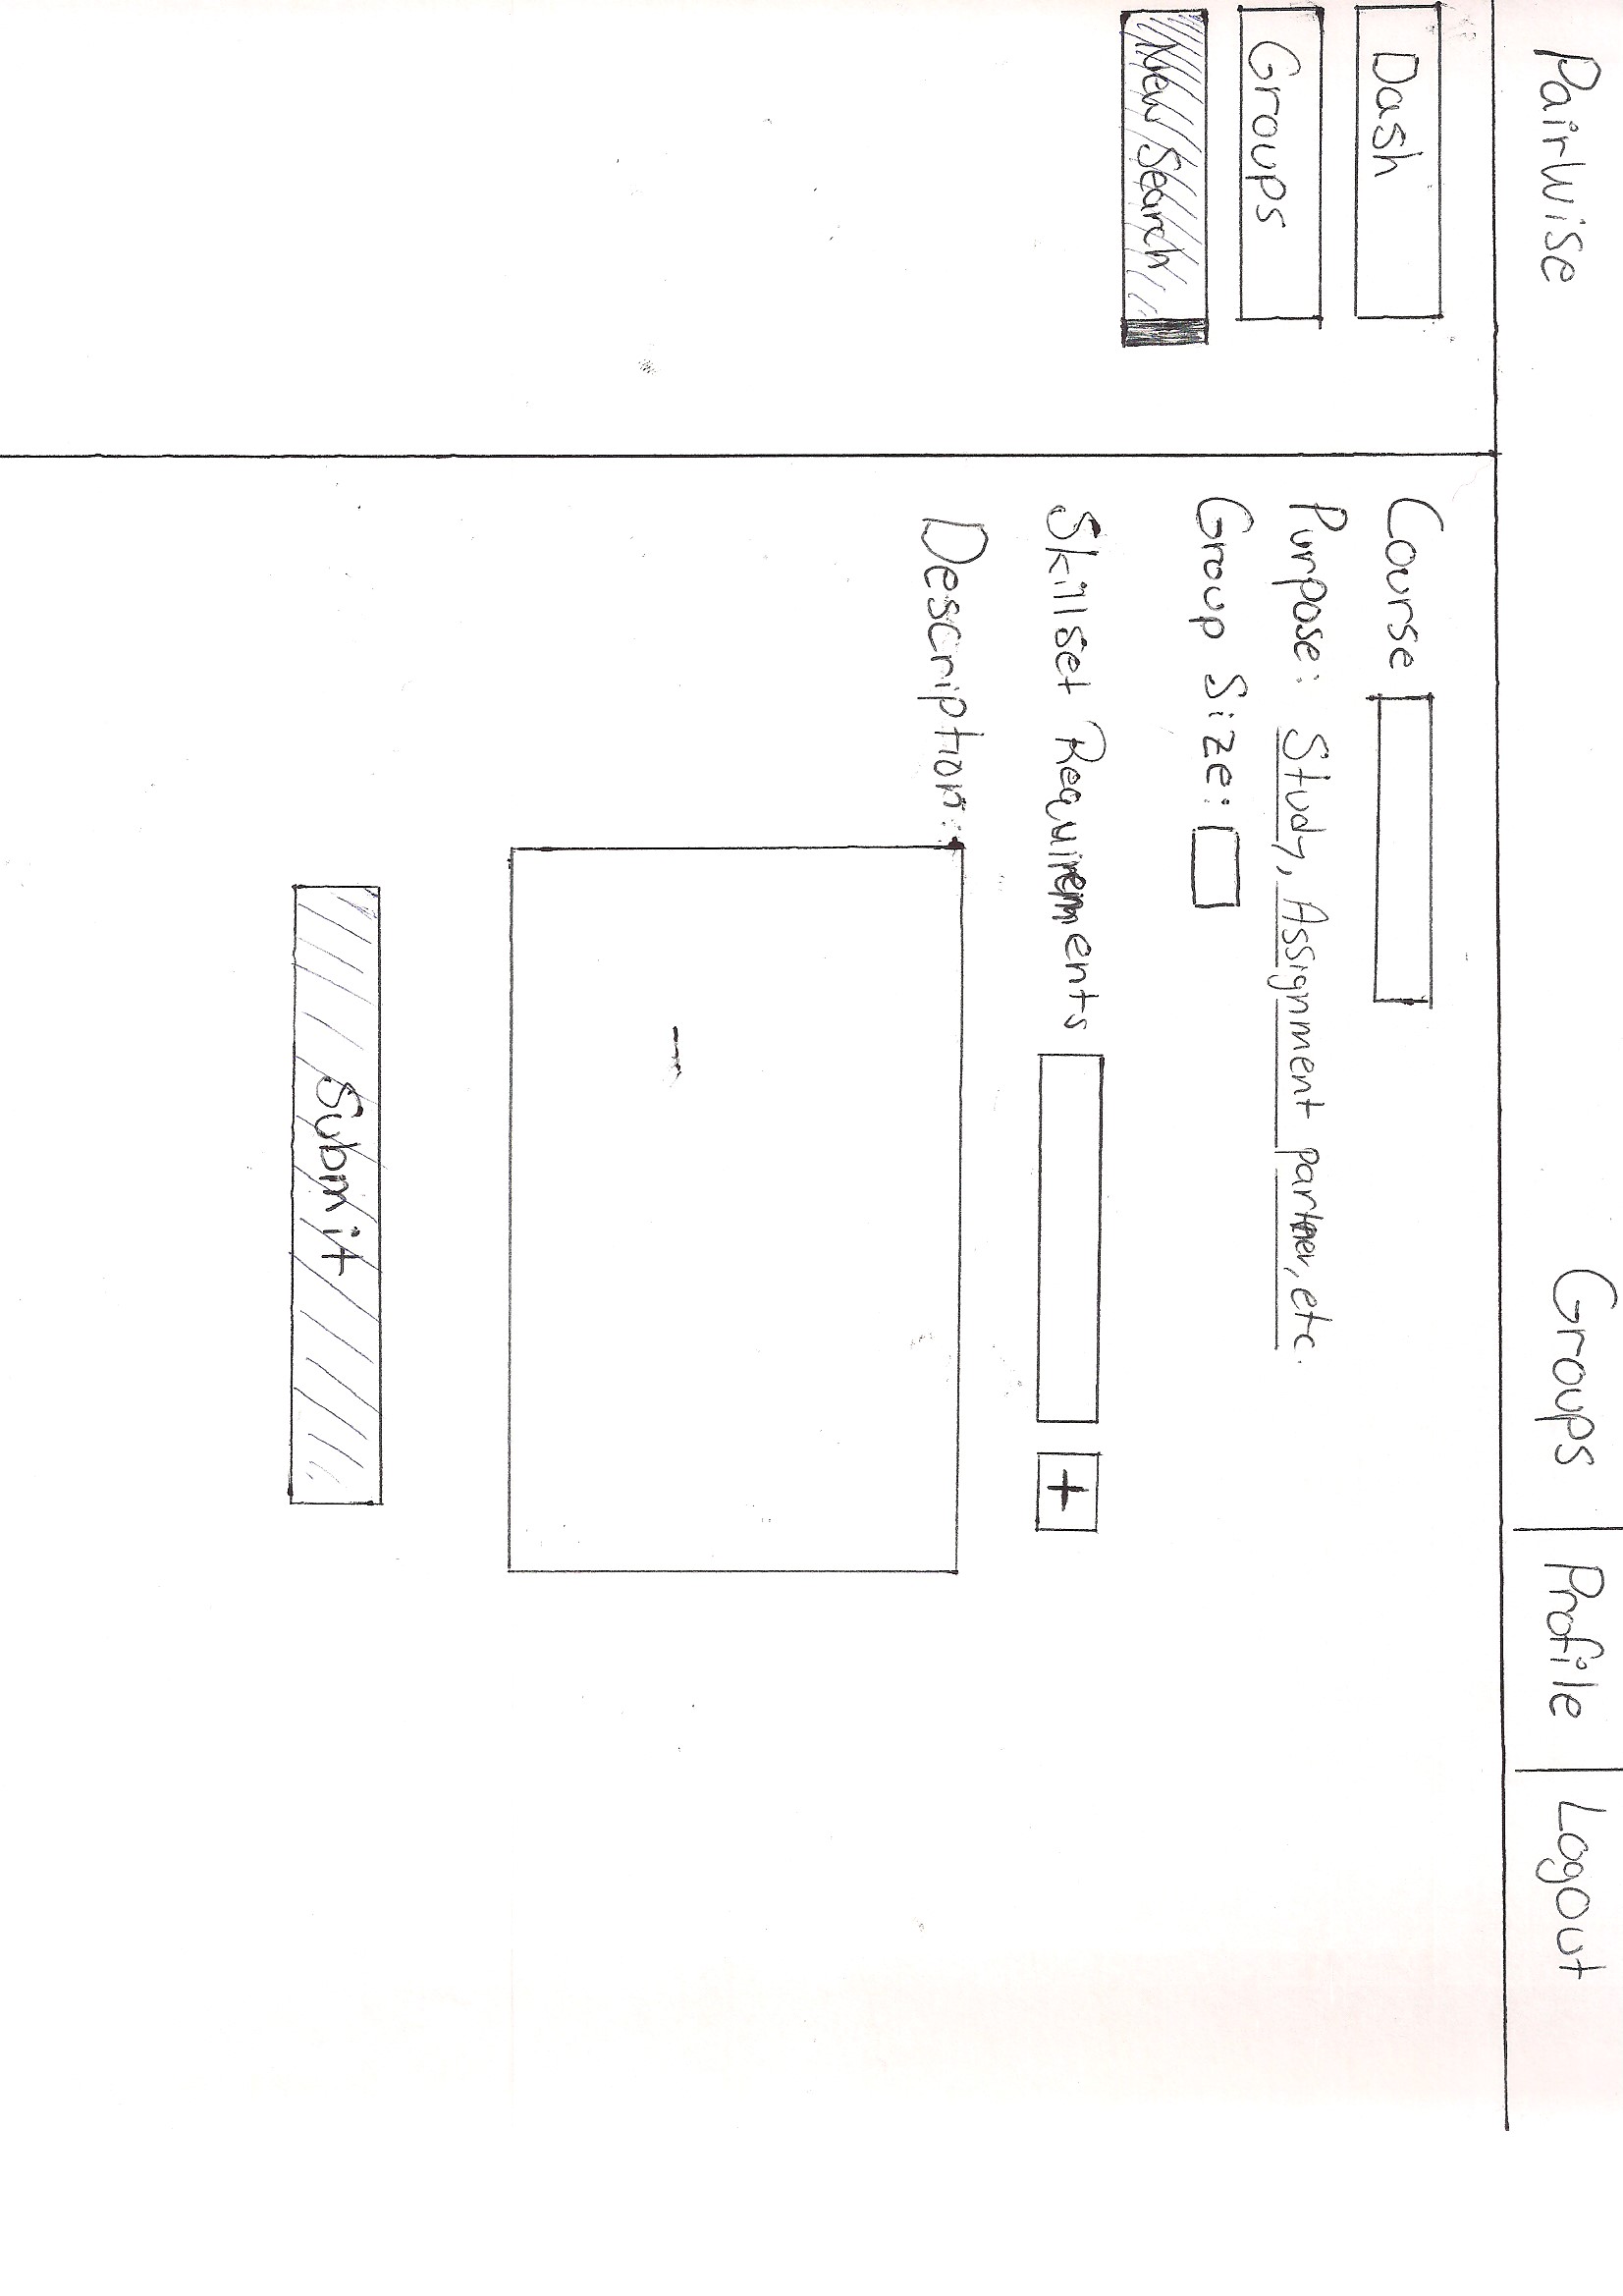 Pairwise
Groups
Profile
Logout
Dash
Groups
New Search
Course
Purpose: Study, Assignment partner, etc.
Group Size:
Skillset Requirements +
Description:
Submit